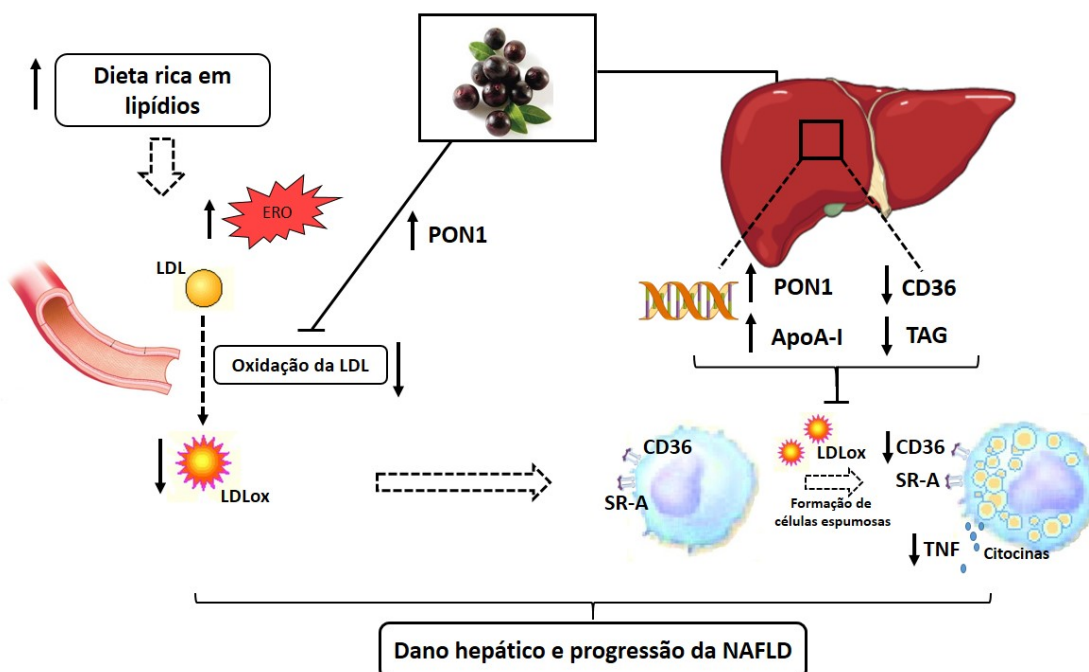 Dieta rica em
lipídios
ERO
PON1
LDL
PON1
CD36
ApoA-I
TAG
Oxidação da LDL
LDLox
CD36
SR-A
LDLox
Formação de
células espumosas
CD36
SR-A
TNF
Citocinas
Dano hepático e progressão da NAFLD